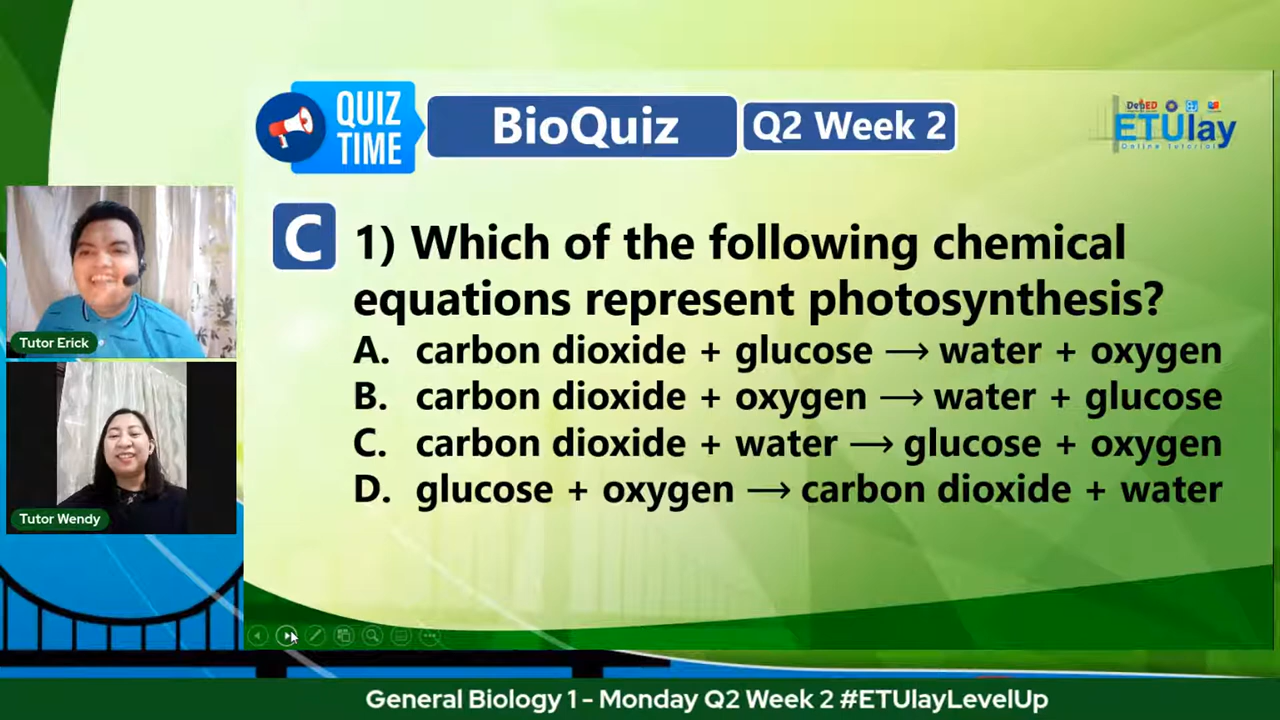 QUIZ
TIME
BioQuiz
Q2 Week 2
DepED
ETUlay
Online Tutorial
C
1) Which of the following chemical
equations represent photosynthesis?
A. carbon dioxide + glucose → water + oxygen
B. carbon dioxide + oxygen → water + glucose
C. carbon dioxide + water → glucose + oxygen
D. glucose + oxygen → carbon dioxide + water
Tutor Erick
Tutor Wendy
General Biology 1 - Monday Q2 Week 2 #ETUlayLevelUp